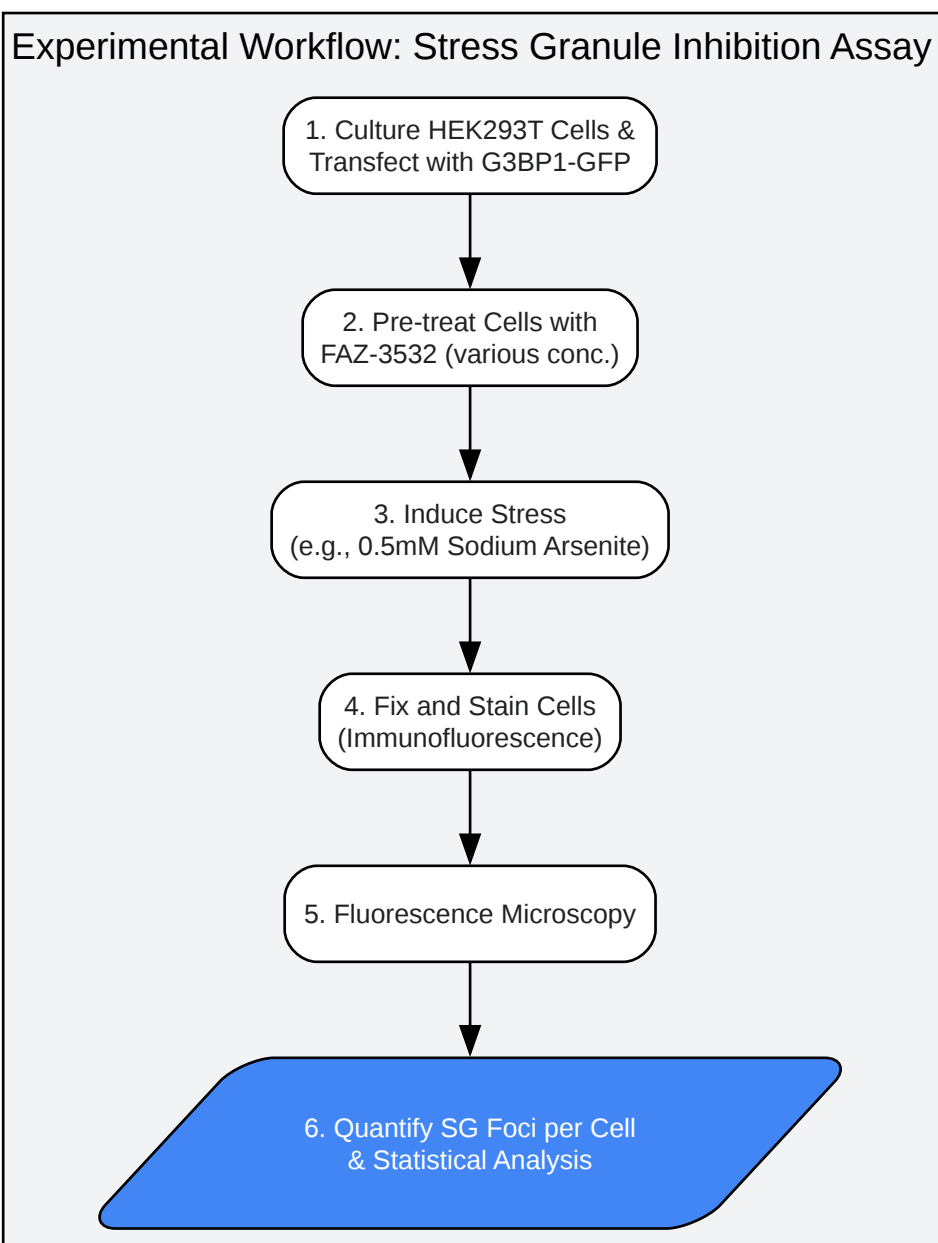 Experimental Workflow: Stress Granule Inhibition Assay
1. Culture HEK293T Cells &
Transfect with G3BP1-GFP
2. Pre-treat Cells with
FAZ-3532 (various conc.)
3. Induce Stress
(e.g., 0.5mM Sodium Arsenite)
4. Fix and Stain Cells
(Immunofluorescence)
5. Fluorescence Microscopy
6. Quantify SG Foci per Cell
& Statistical Analysis